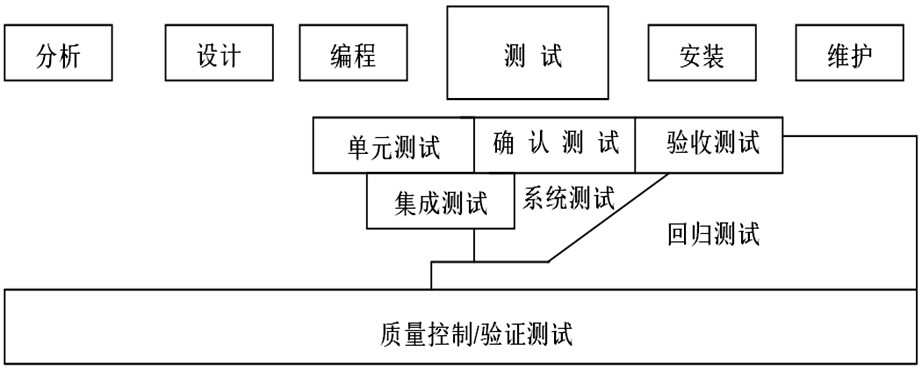 分析 设计 编程 测 试 安装 维护
单元测试 确 认 测 试 验收测试
集成测试 系统测试
回归测试
质量控制/验证测试